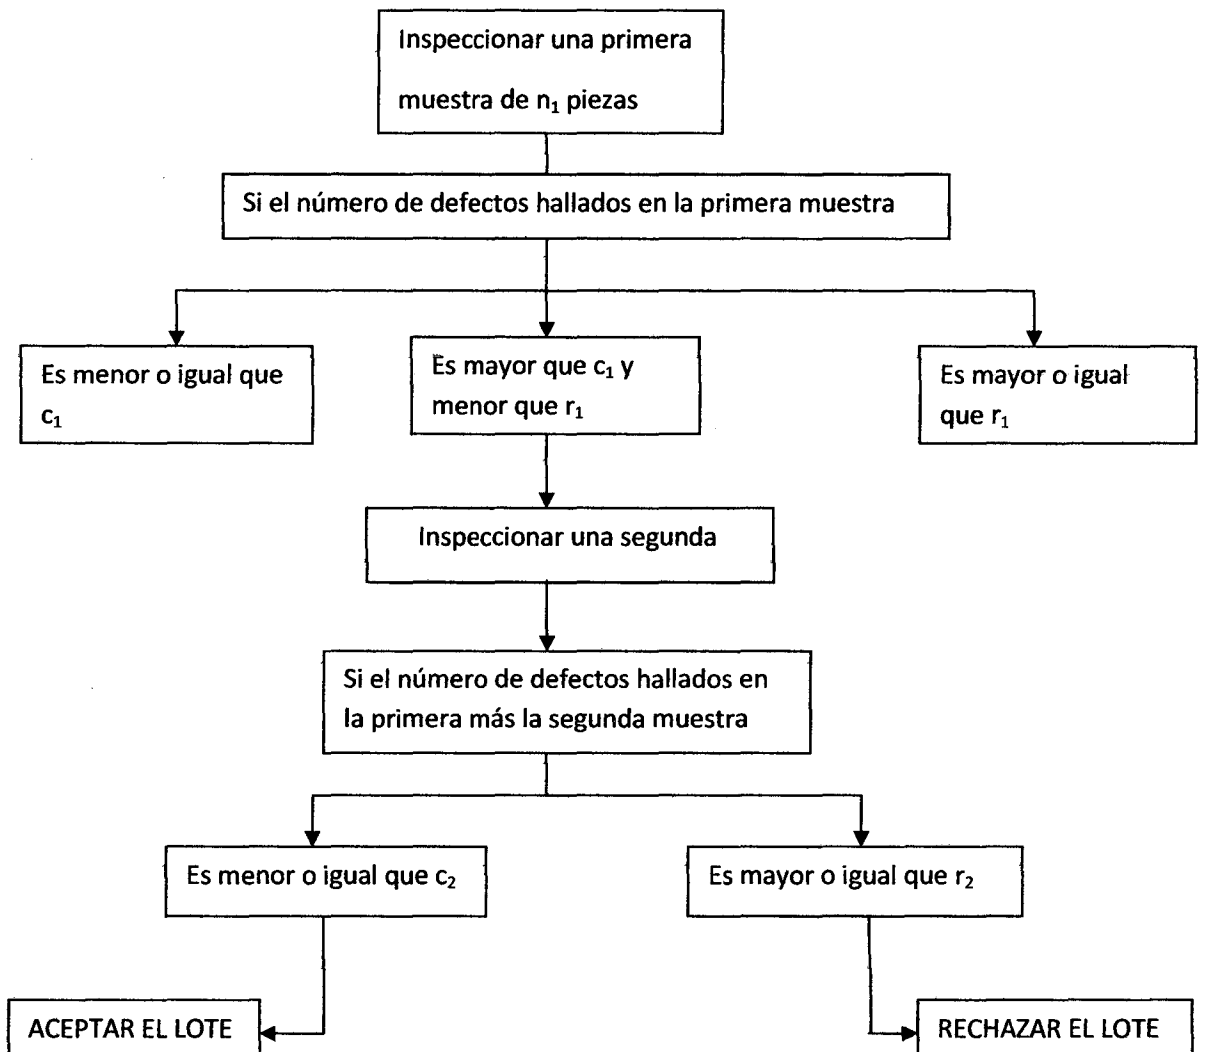 Inspeccionar una primera
muestra de n₁ piezas
Si el número de defectos hallados en la primera muestra
Es menor o igual que
c₁
Es mayor que c₁ y
menor que r₁
Es mayor o igual
que r₁
Inspeccionar una segunda
Si el número de defectos hallados en
la primera más la segunda muestra
Es menor o igual que c₂
Es mayor o igual que r₂
ACEPTAR EL LOTE
RECHAZAR EL LOTE